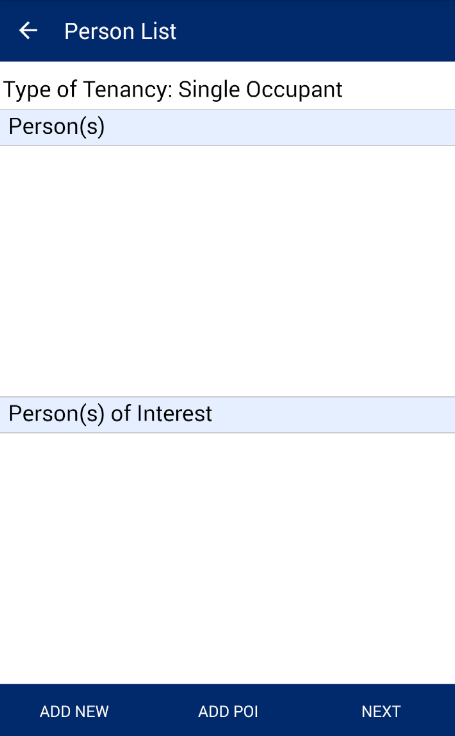 Person List
Type of Tenancy: Single Occupant
Person(s)
Person(s) of Interest
ADD NEW ADD POI NEXT